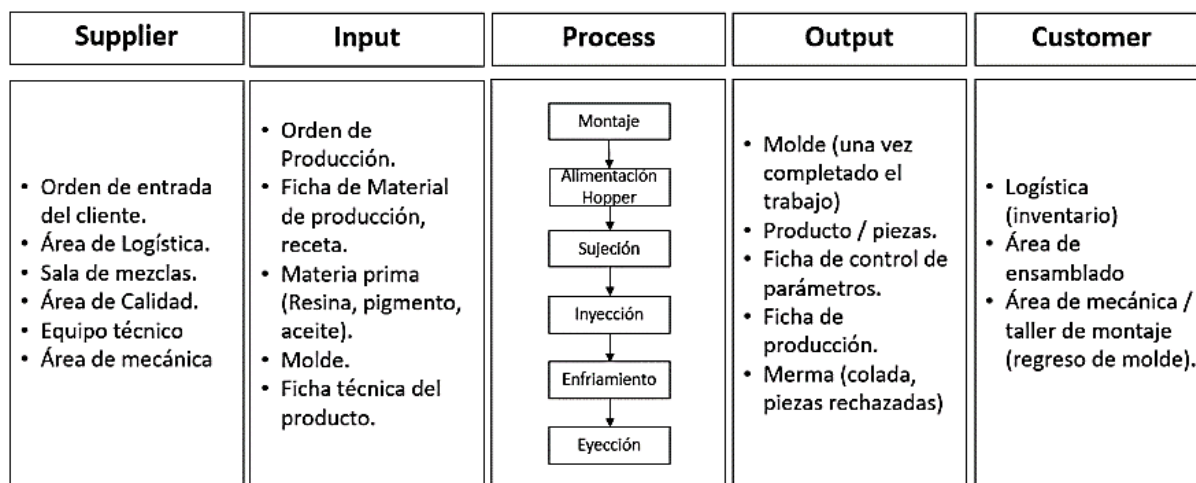 Supplier
Input
Process
Output
Customer
• Orden de entrada
del cliente.
• Área de Logística.
• Sala de mezclas.
• Área de Calidad.
• Equipo técnico
• Área de mecánica
• Orden de
Producción.
• Ficha de Material
de producción,
receta.
• Materia prima
(Resina, pigmento,
aceite).
• Molde.
• Ficha técnica del
producto.
Montaje
Alimentación
Hopper
Sujeción
Inyección
Enfriamiento
Eyección
• Molde (una vez
completado el
trabajo)
• Producto / piezas.
• Ficha de control de
parámetros.
• Ficha de
producción.
• Merma (colada,
piezas rechazadas)
• Logística
(inventario)
• Área de
ensamblado
• Área de mecánica /
taller de montaje
(regreso de molde).